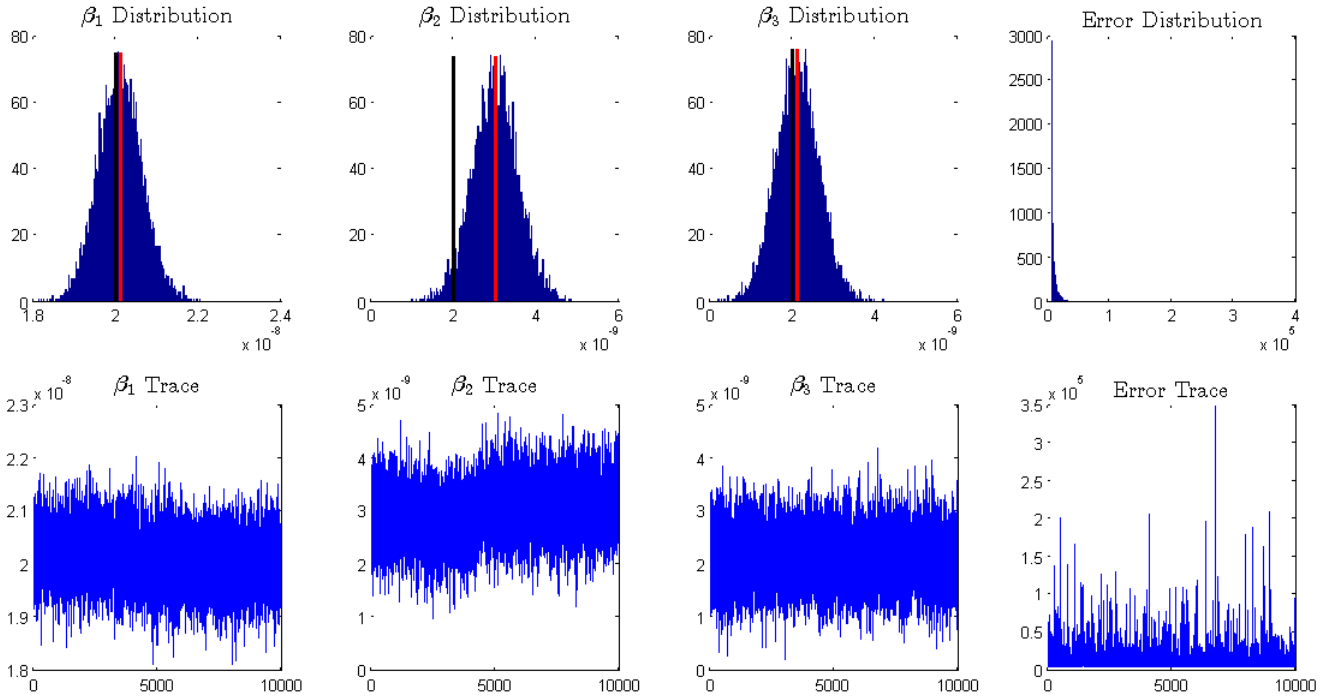 β1 Distribution
80
60
40
20
0
1.8 2 2.2 2.4
x 10^-8
β2 Distribution
80
60
40
20
0
0 2 4 6
x 10^-9
β3 Distribution
80
60
40
20
0
0 2 4 6
x 10^-9
Error Distribution
3000
2500
2000
1500
1000
500
0
0 1 2 3 4
x 10^5
x 10^-8
β1 Trace
2.3
2.2
2.1
2
1.9
1.8
0 5000 10000
x 10^-9
β2 Trace
5
4
3
2
1
0
0 5000 10000
x 10^-9
β3 Trace
5
4
3
2
1
0
0 5000 10000
x 10^5
Error Trace
3.5
3
2.5
2
1.5
1
0.5
0
0 5000 10000